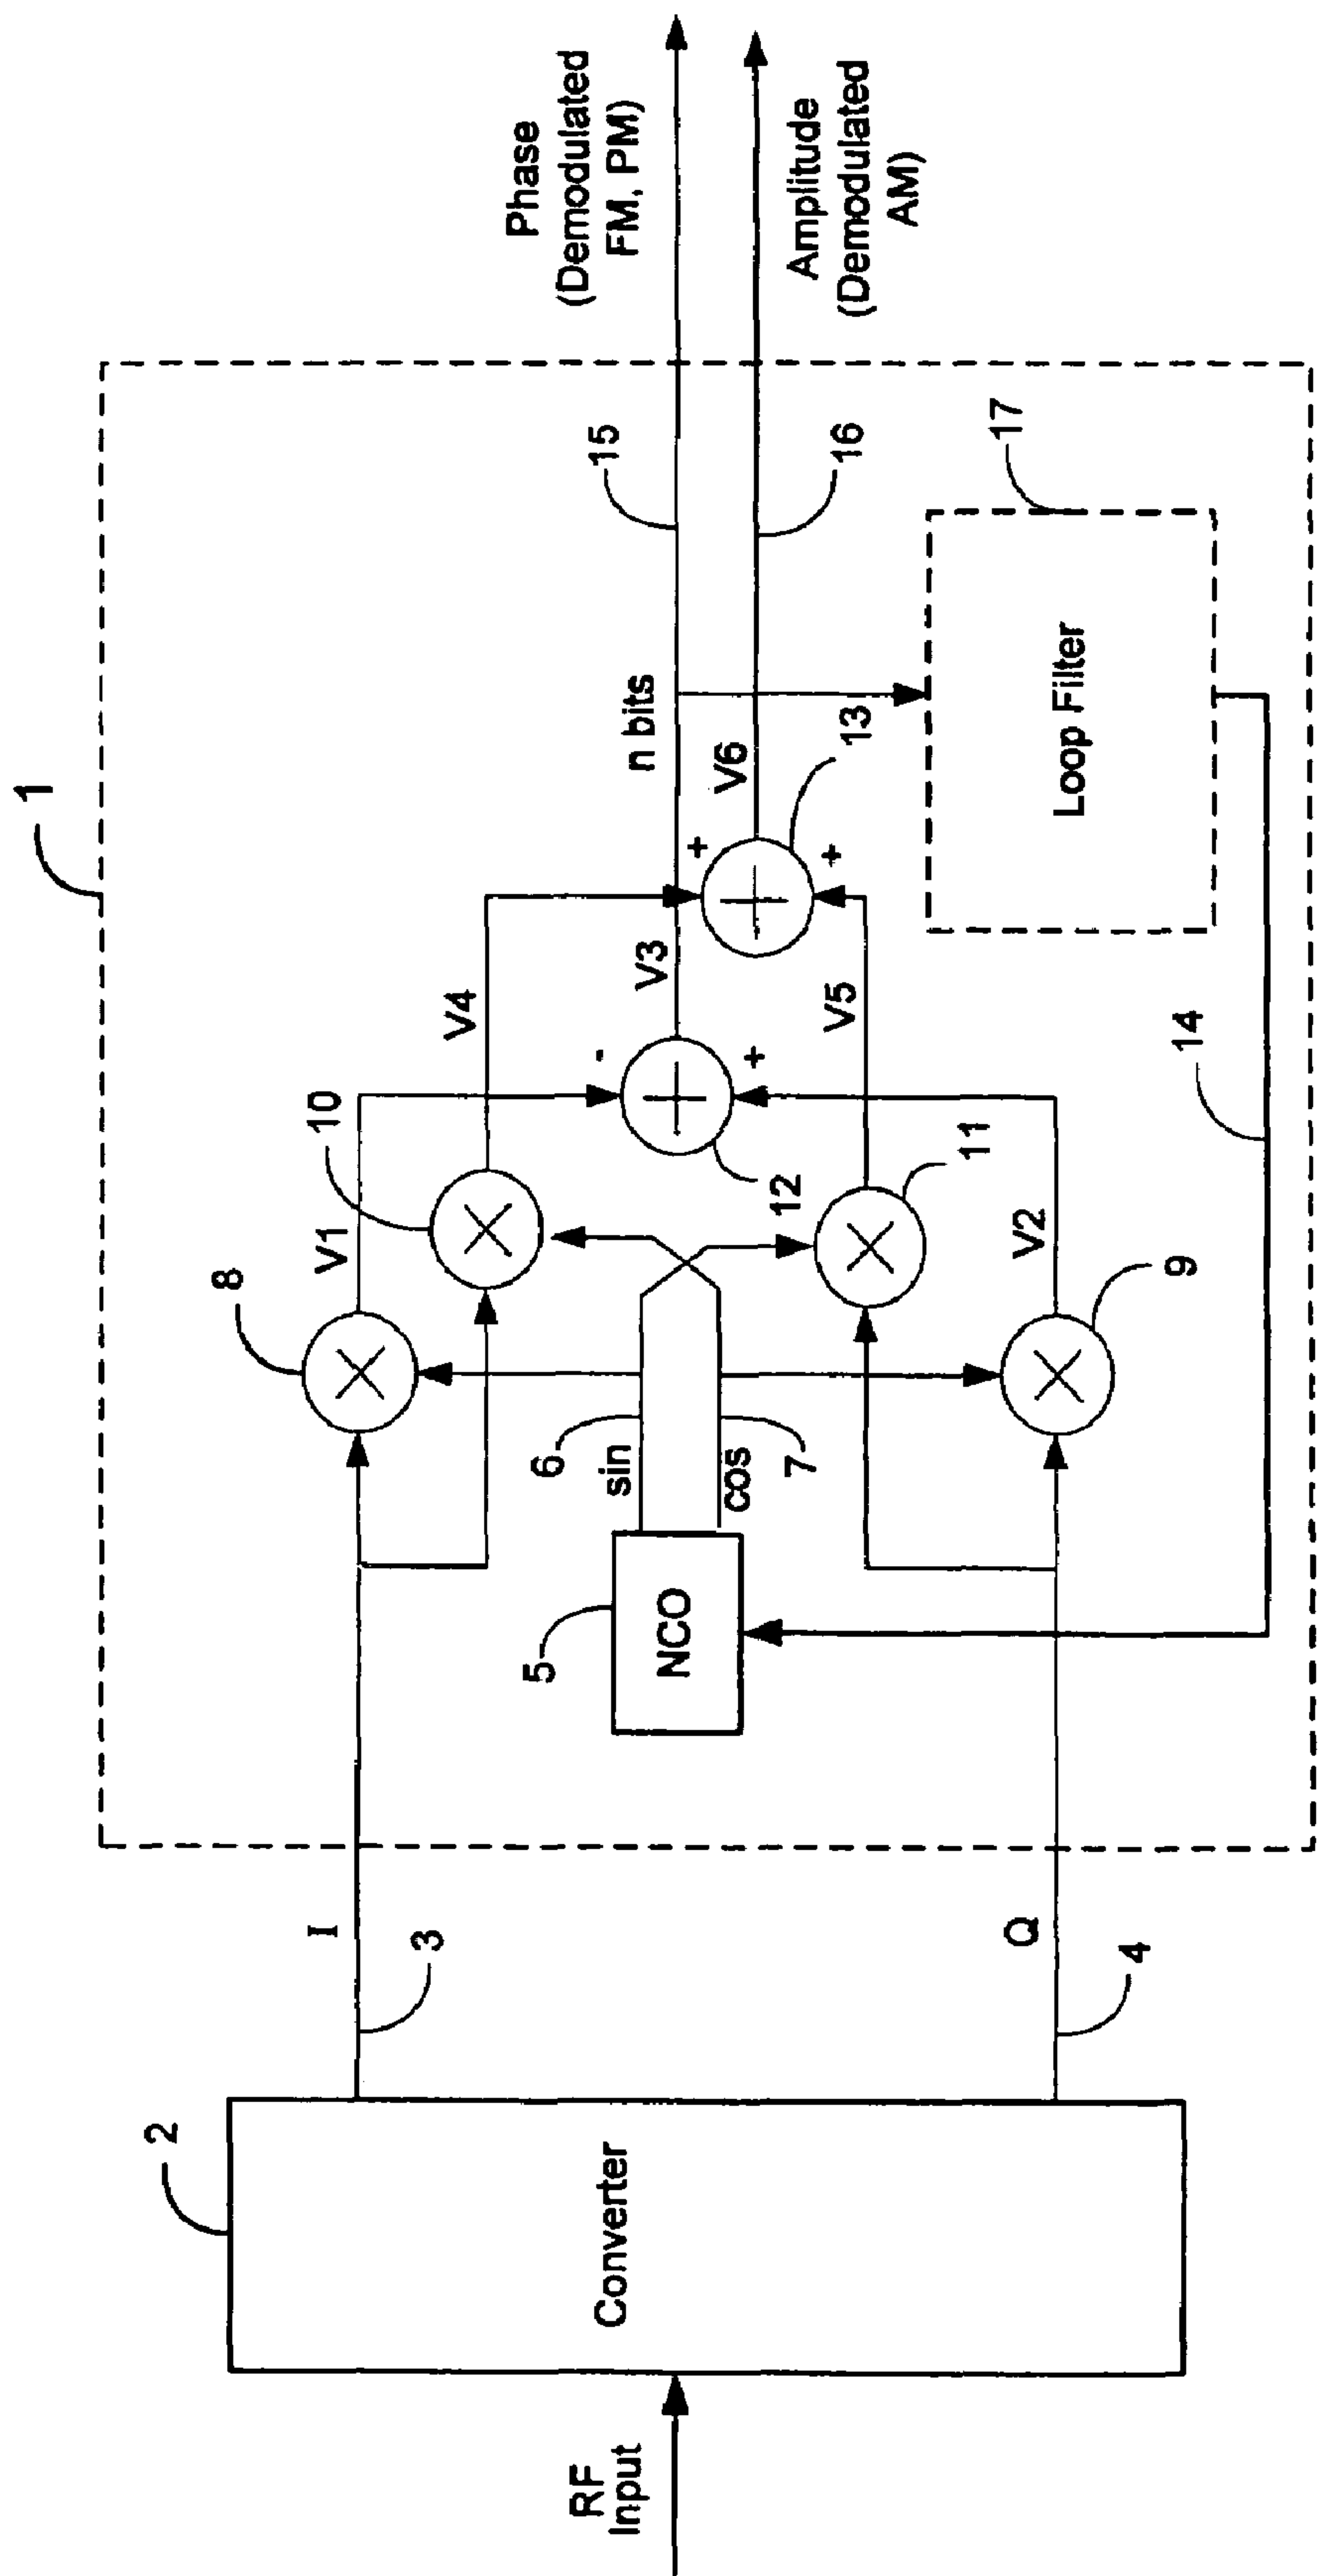 1
2
RF
Input
Converter
I
3
Q
4
5
NCO
6
sin
cos
7
8
V1
10
V4
9
V2
11
V5
12
-
+
V3
13
+
+
V6
n bits
14
Loop Filter
17
15
16
Phase
(Demodulated
FM, PM)
Amplitude
(Demodulated
AM)